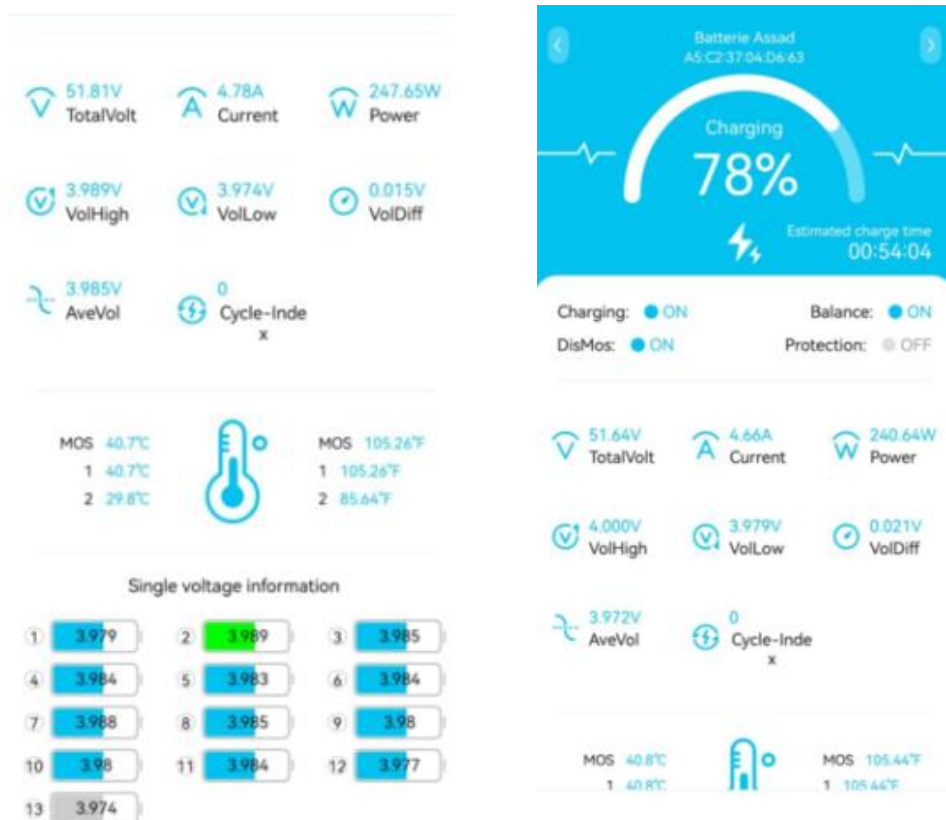 51.81V 4.78A 247.65W
TotalVolt Current Power
3.989V 3.974V 0.015V
VolHigh VolLow VolDiff
3.985V 0
AveVol Cycle-Inde
x
MOS 40.7℃ MOS 105.26℉
1 40.7℃ 1 105.26℉
2 29.8℃ 2 85.64℉
Single voltage information
1 3.979 2 3.989 3 3.985
4 3.984 5 3.983 6 3.984
7 3.988 8 3.985 9 3.98
10 3.98 11 3.984 12 3.977
13 3.974
Batterie Assad
A5:C2:37:04:D6:63
Charging
78%
Estimated charge time
00:54:04
Charging: ON Balance: ON
DisMos: ON Protection: OFF
51.64V 4.66A 240.64W
TotalVolt Current Power
4.000V 3.979V 0.021V
VolHigh VolLow VolDiff
3.972V 0
AveVol Cycle-Inde
x
MOS 40.8℃ MOS 105.44℉
1 40.8℃ 1 105.44℉